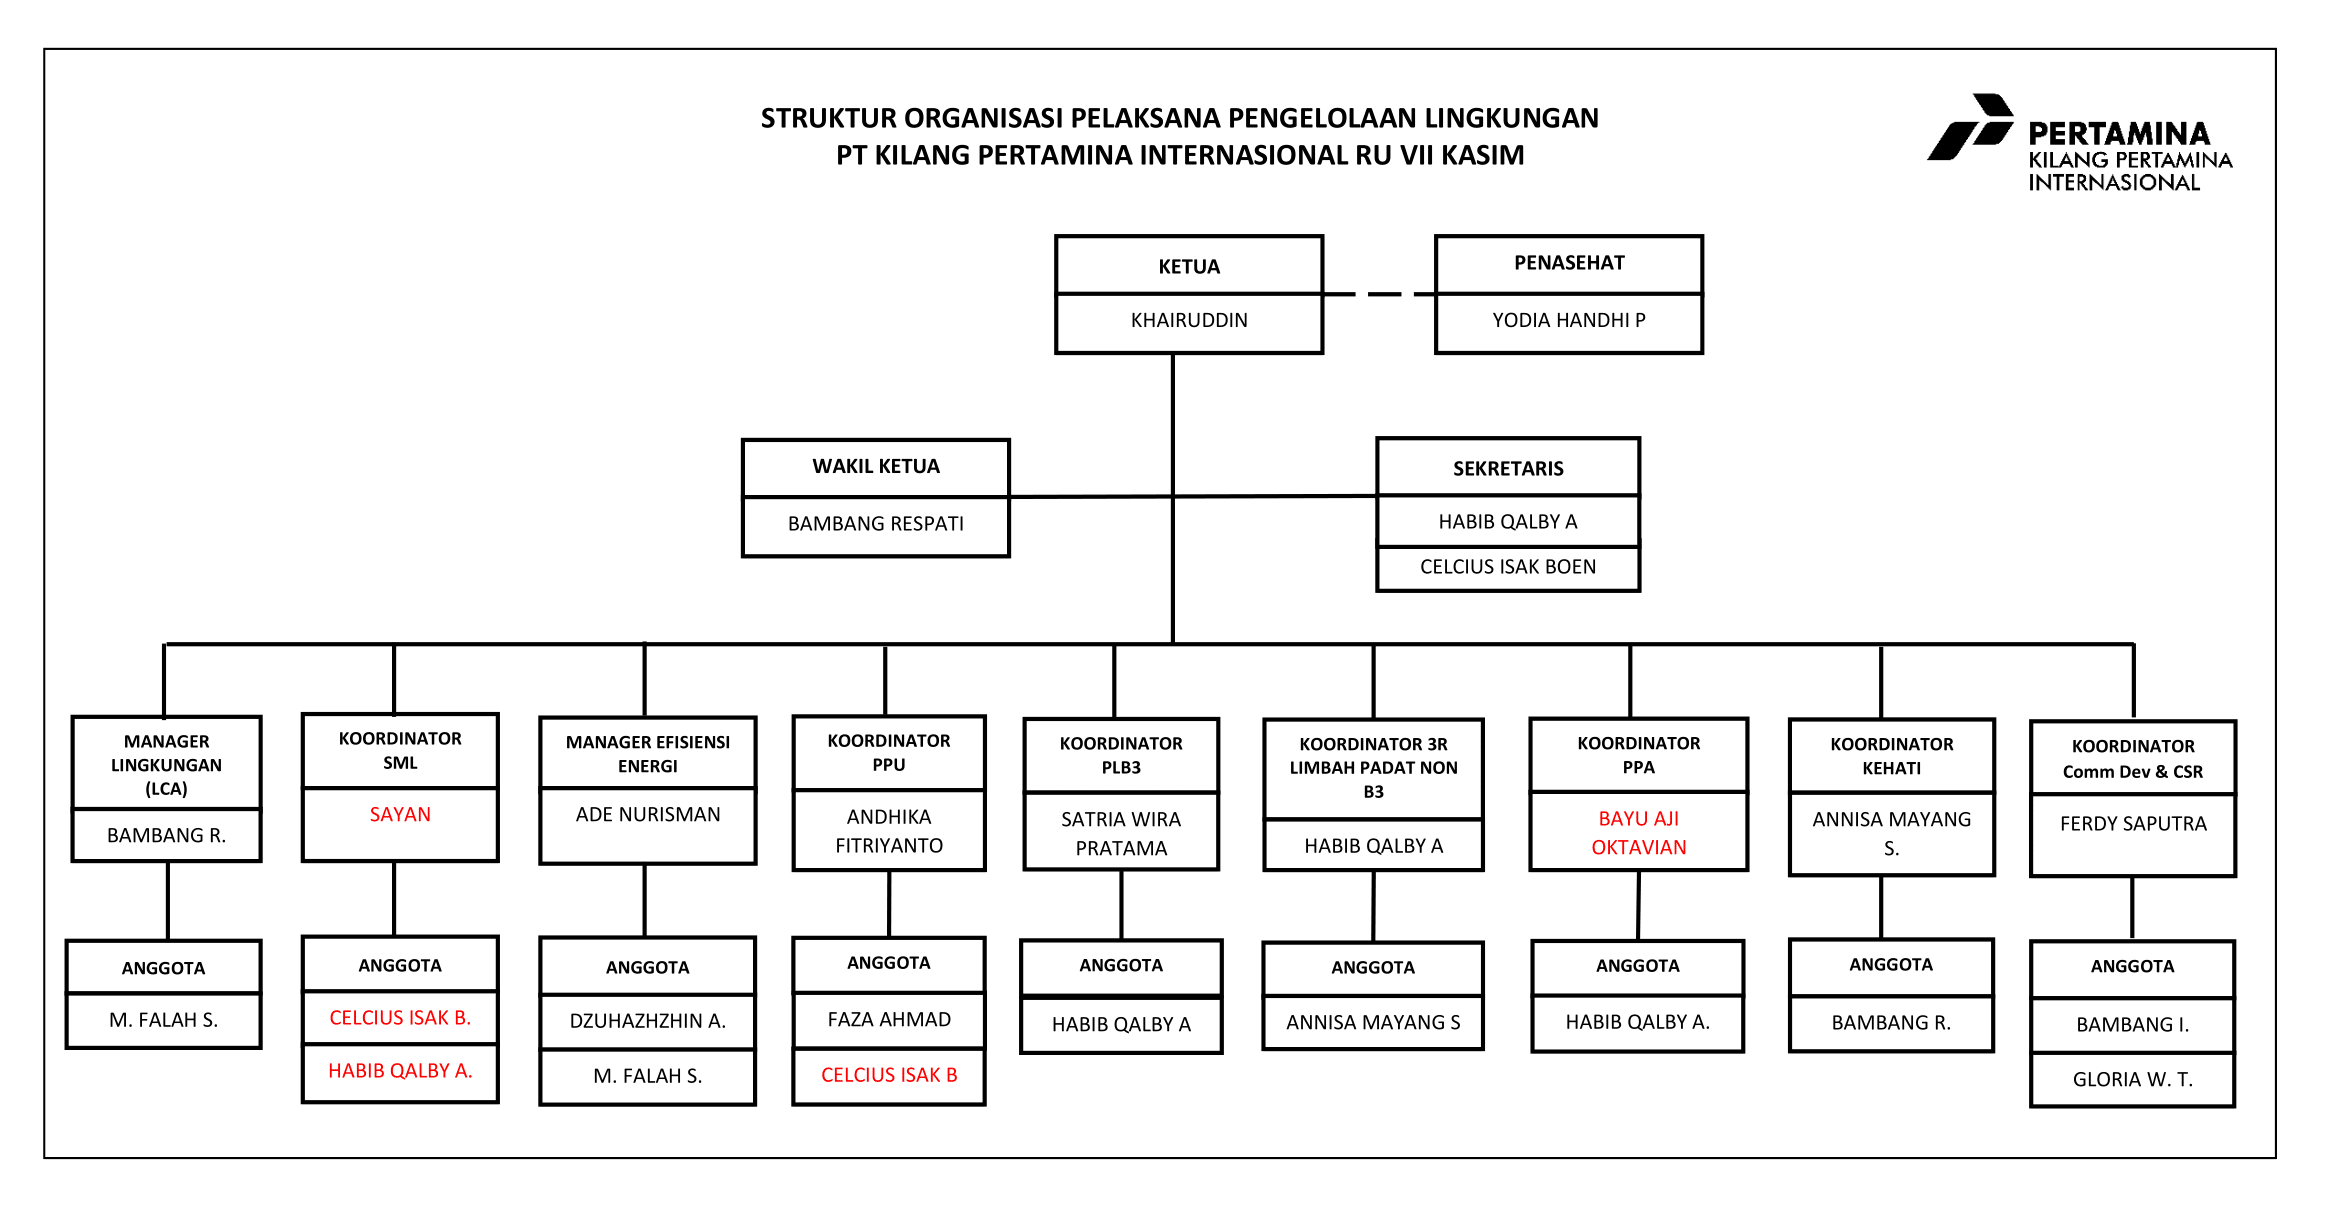 STRUKTUR ORGANISASI PELAKSANA PENGELOLAAN LINGKUNGAN
PT KILANG PERTAMINA INTERNASIONAL RU VII KASIM
PERTAMINA
KILANG PERTAMINA
INTERNASIONAL
KETUA
KHAIRUDDIN
PENASEHAT
YODIA HANDHI P
WAKIL KETUA
BAMBANG RESPATI
SEKRETARIS
HABIB QALBY A
CELCIUS ISAK BOEN
MANAGER
LINGKUNGAN
(LCA)
BAMBANG R.
KOORDINATOR
SML
SAYAN
MANAGER EFISIENSI
ENERGI
ADE NURISMAN
KOORDINATOR
PPU
ANDHIKA
FITRIYANTO
KOORDINATOR
PLB3
SATRIA WIRA
PRATAMA
KOORDINATOR 3R
LIMBAH PADAT NON
B3
HABIB QALBY A
KOORDINATOR
PPA
BAYU AJI
OKTAVIAN
KOORDINATOR
KEHATI
ANNISA MAYANG
S.
KOORDINATOR
Comm Dev & CSR
FERDY SAPUTRA
ANGGOTA
M. FALAH S.
ANGGOTA
CELCIUS ISAK B.
HABIB QALBY A.
ANGGOTA
DZUHAZHZHIN A.
M. FALAH S.
ANGGOTA
FAZA AHMAD
CELCIUS ISAK B
ANGGOTA
HABIB QALBY A
ANGGOTA
ANNISA MAYANG S
ANGGOTA
HABIB QALBY A.
ANGGOTA
BAMBANG R.
ANGGOTA
BAMBANG I.
GLORIA W. T.